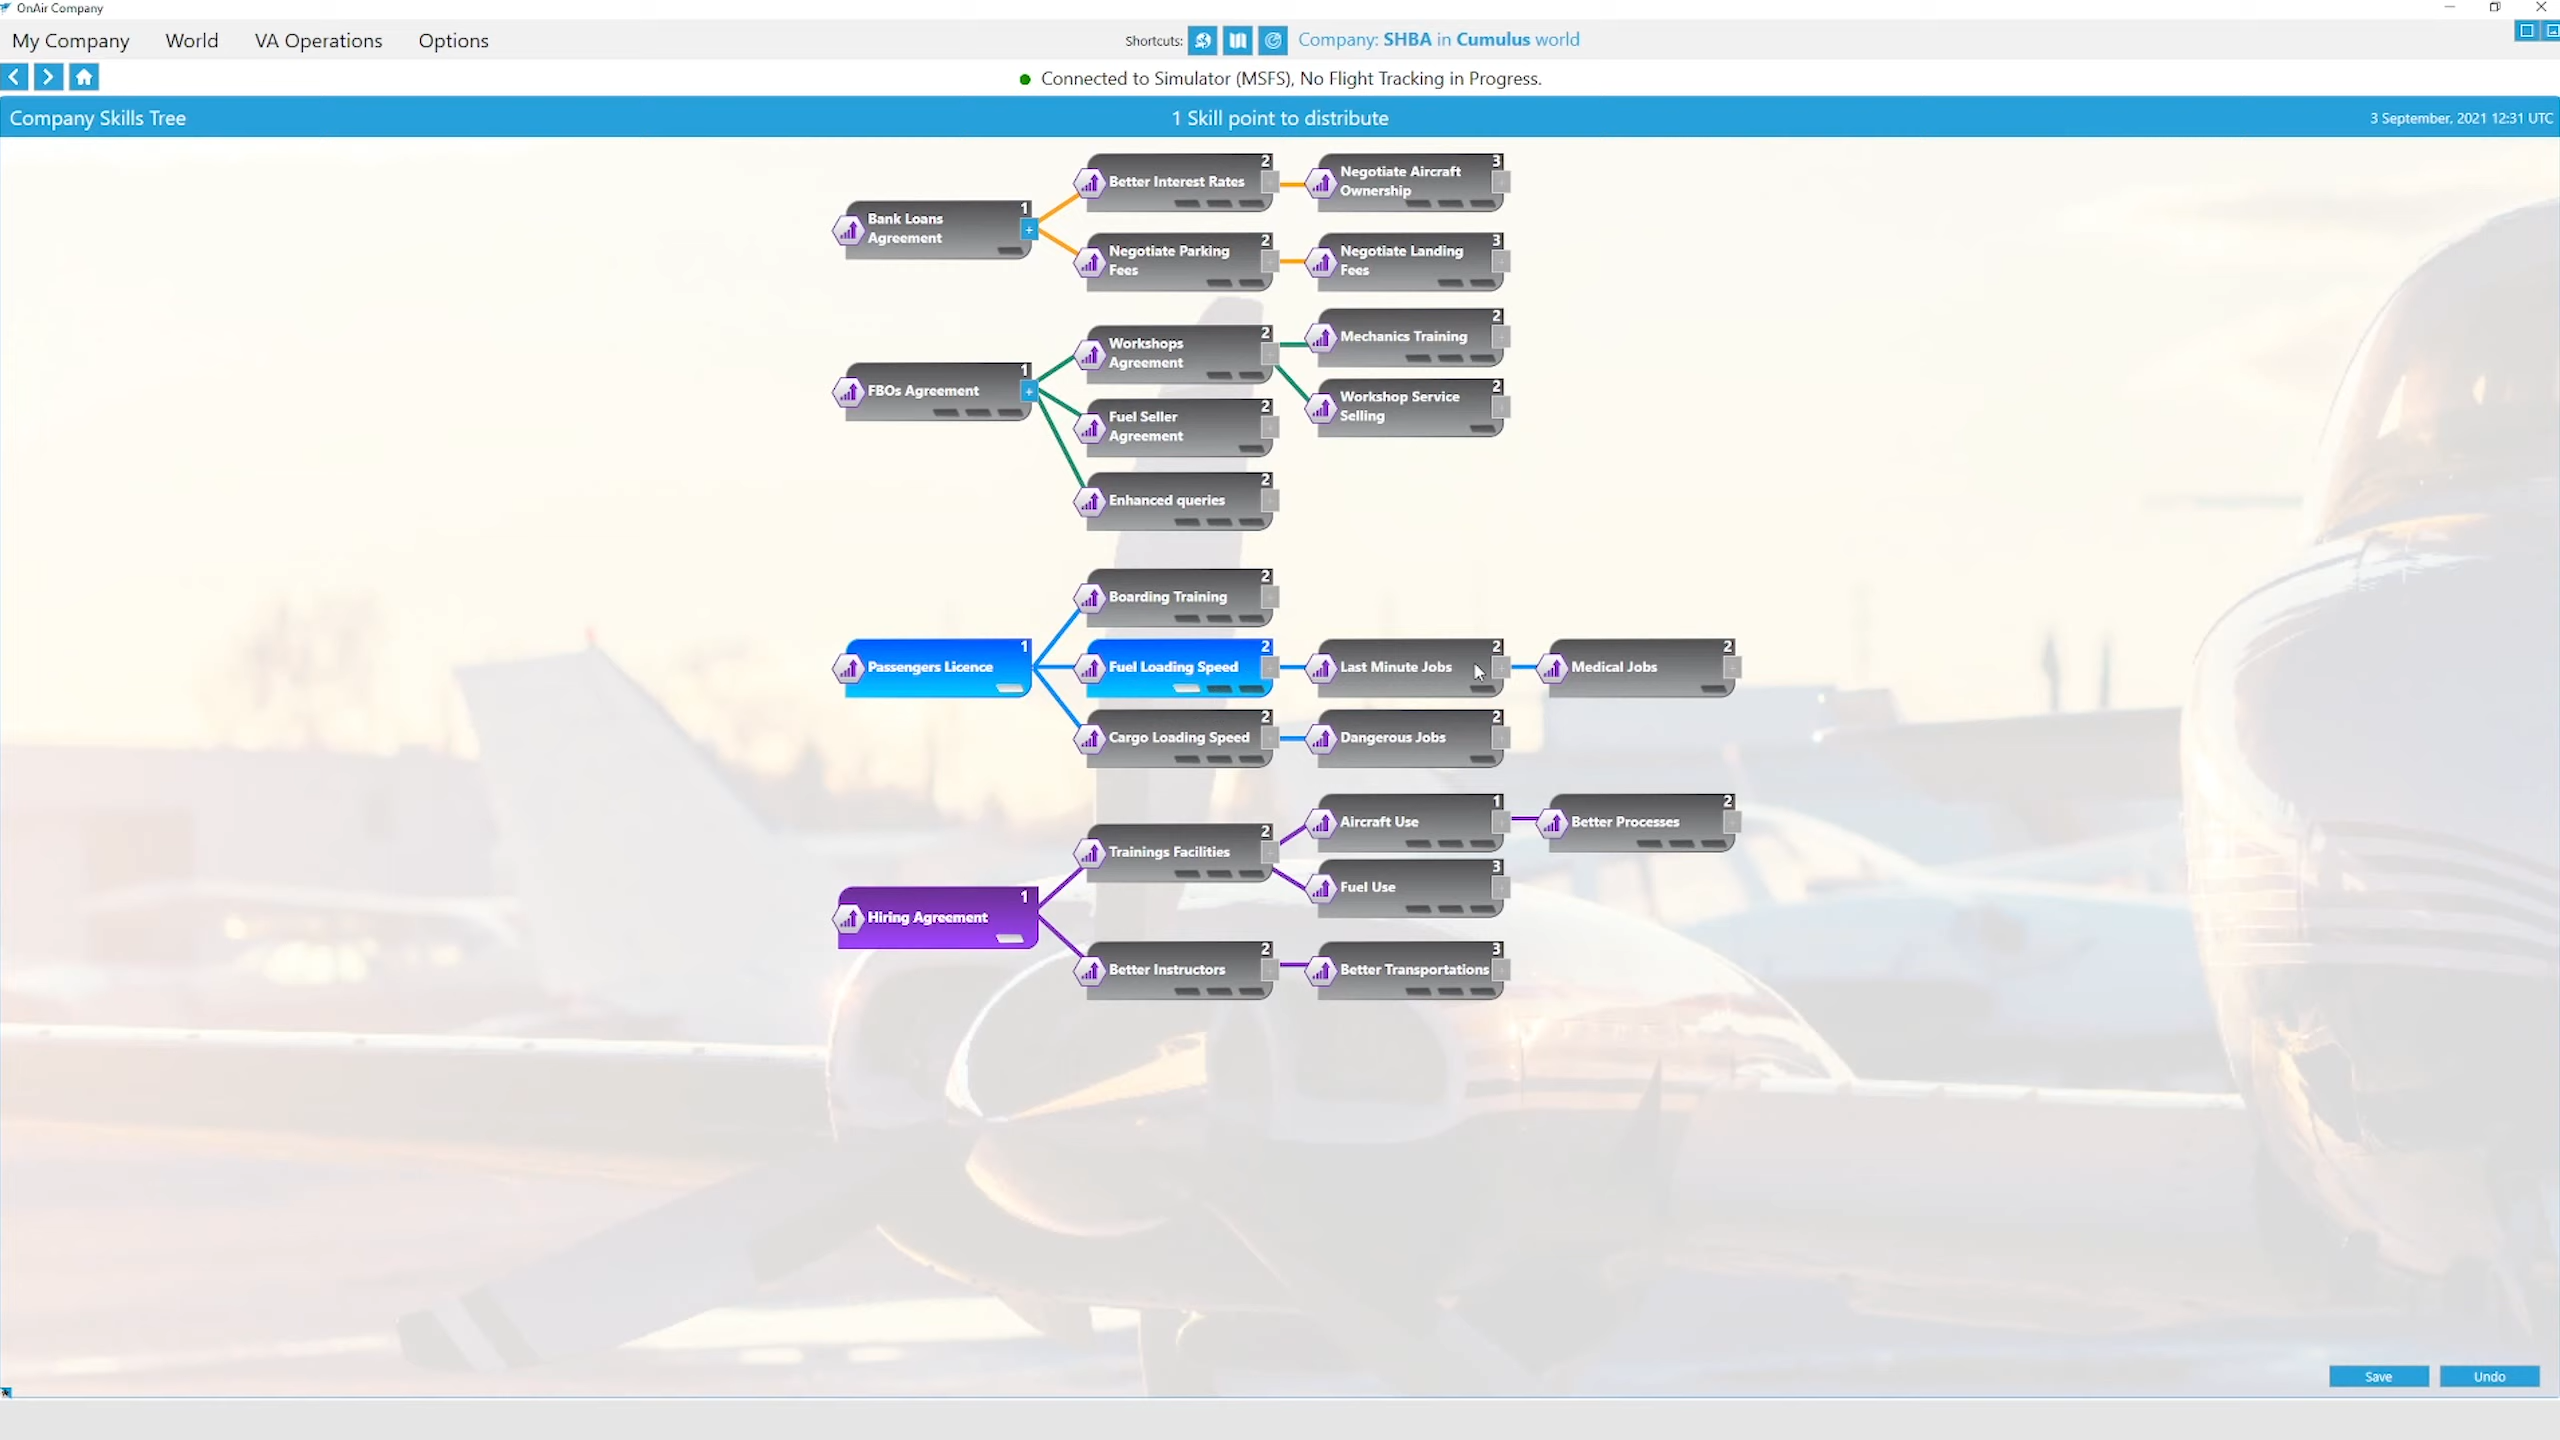 OnAir Company
My Company World VA Operations Options
Shortcuts: Company: SHBA in Cumulus world
Connected to Simulator (MSFS), No Flight Tracking in Progress.
Company Skills Tree 1 Skill point to distribute 3 September, 2021 12:31 UTC
2
Better Interest Rates
3
Negotiate Aircraft
Ownership
1
Bank Loans
Agreement
+
2
Negotiate Parking
Fees
3
Negotiate Landing
Fees
2
Workshops
Agreement
2
Mechanics Training
1
FBOs Agreement
+
2
Workshop Service
Selling
2
Fuel Seller
Agreement
2
Enhanced queries
2
Boarding Training
1
Passengers Licence
2
Fuel Loading Speed
2
Last Minute Jobs
2
Medical Jobs
2
Cargo Loading Speed
2
Dangerous Jobs
1
Aircraft Use
2
Better Processes
2
Trainings Facilities
3
Fuel Use
1
Hiring Agreement
2
Better Instructors
3
Better Transportations
Save Undo